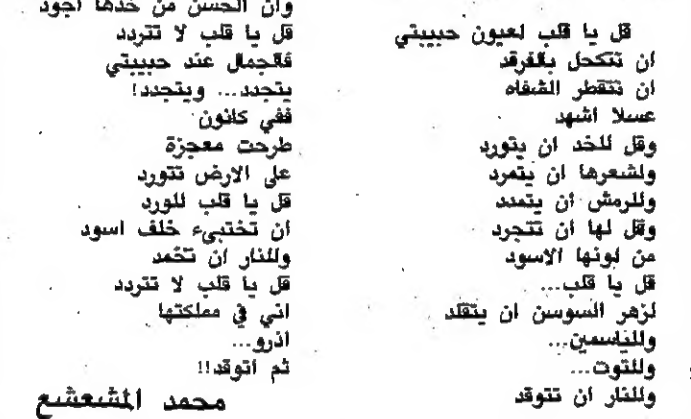 قل يا قلب لعيون حبيبتي
ان تتكحل بالفرقد
ان تتقطر الشفاه
عسلا اشهد
وقل للخد ان يتورد
ولشعرها ان يتمرد
وللرمش ان يتمدد
وقل لها ان تتجرد
من لونها الاسود
قل يا قلب...
لزهر السوسن ان يتقلد
وللياسمين...
وللتوت...
وللنار ان تتوقد
وان الحسن من خدها اجود
قل يا قلب لا تتردد
فالجمال عند حبيبتي
يتجدد... ويتجدد!
ففي كانون
طرحت معجزة
على الارض تتورد
قل يا قلب للورد
ان تختبىء خلف اسود
وللنار ان تخمد
قل يا قلب لا تتردد
اني في مملكتها
اذرو...
ثم اتوقد!!
محمد المشعشع